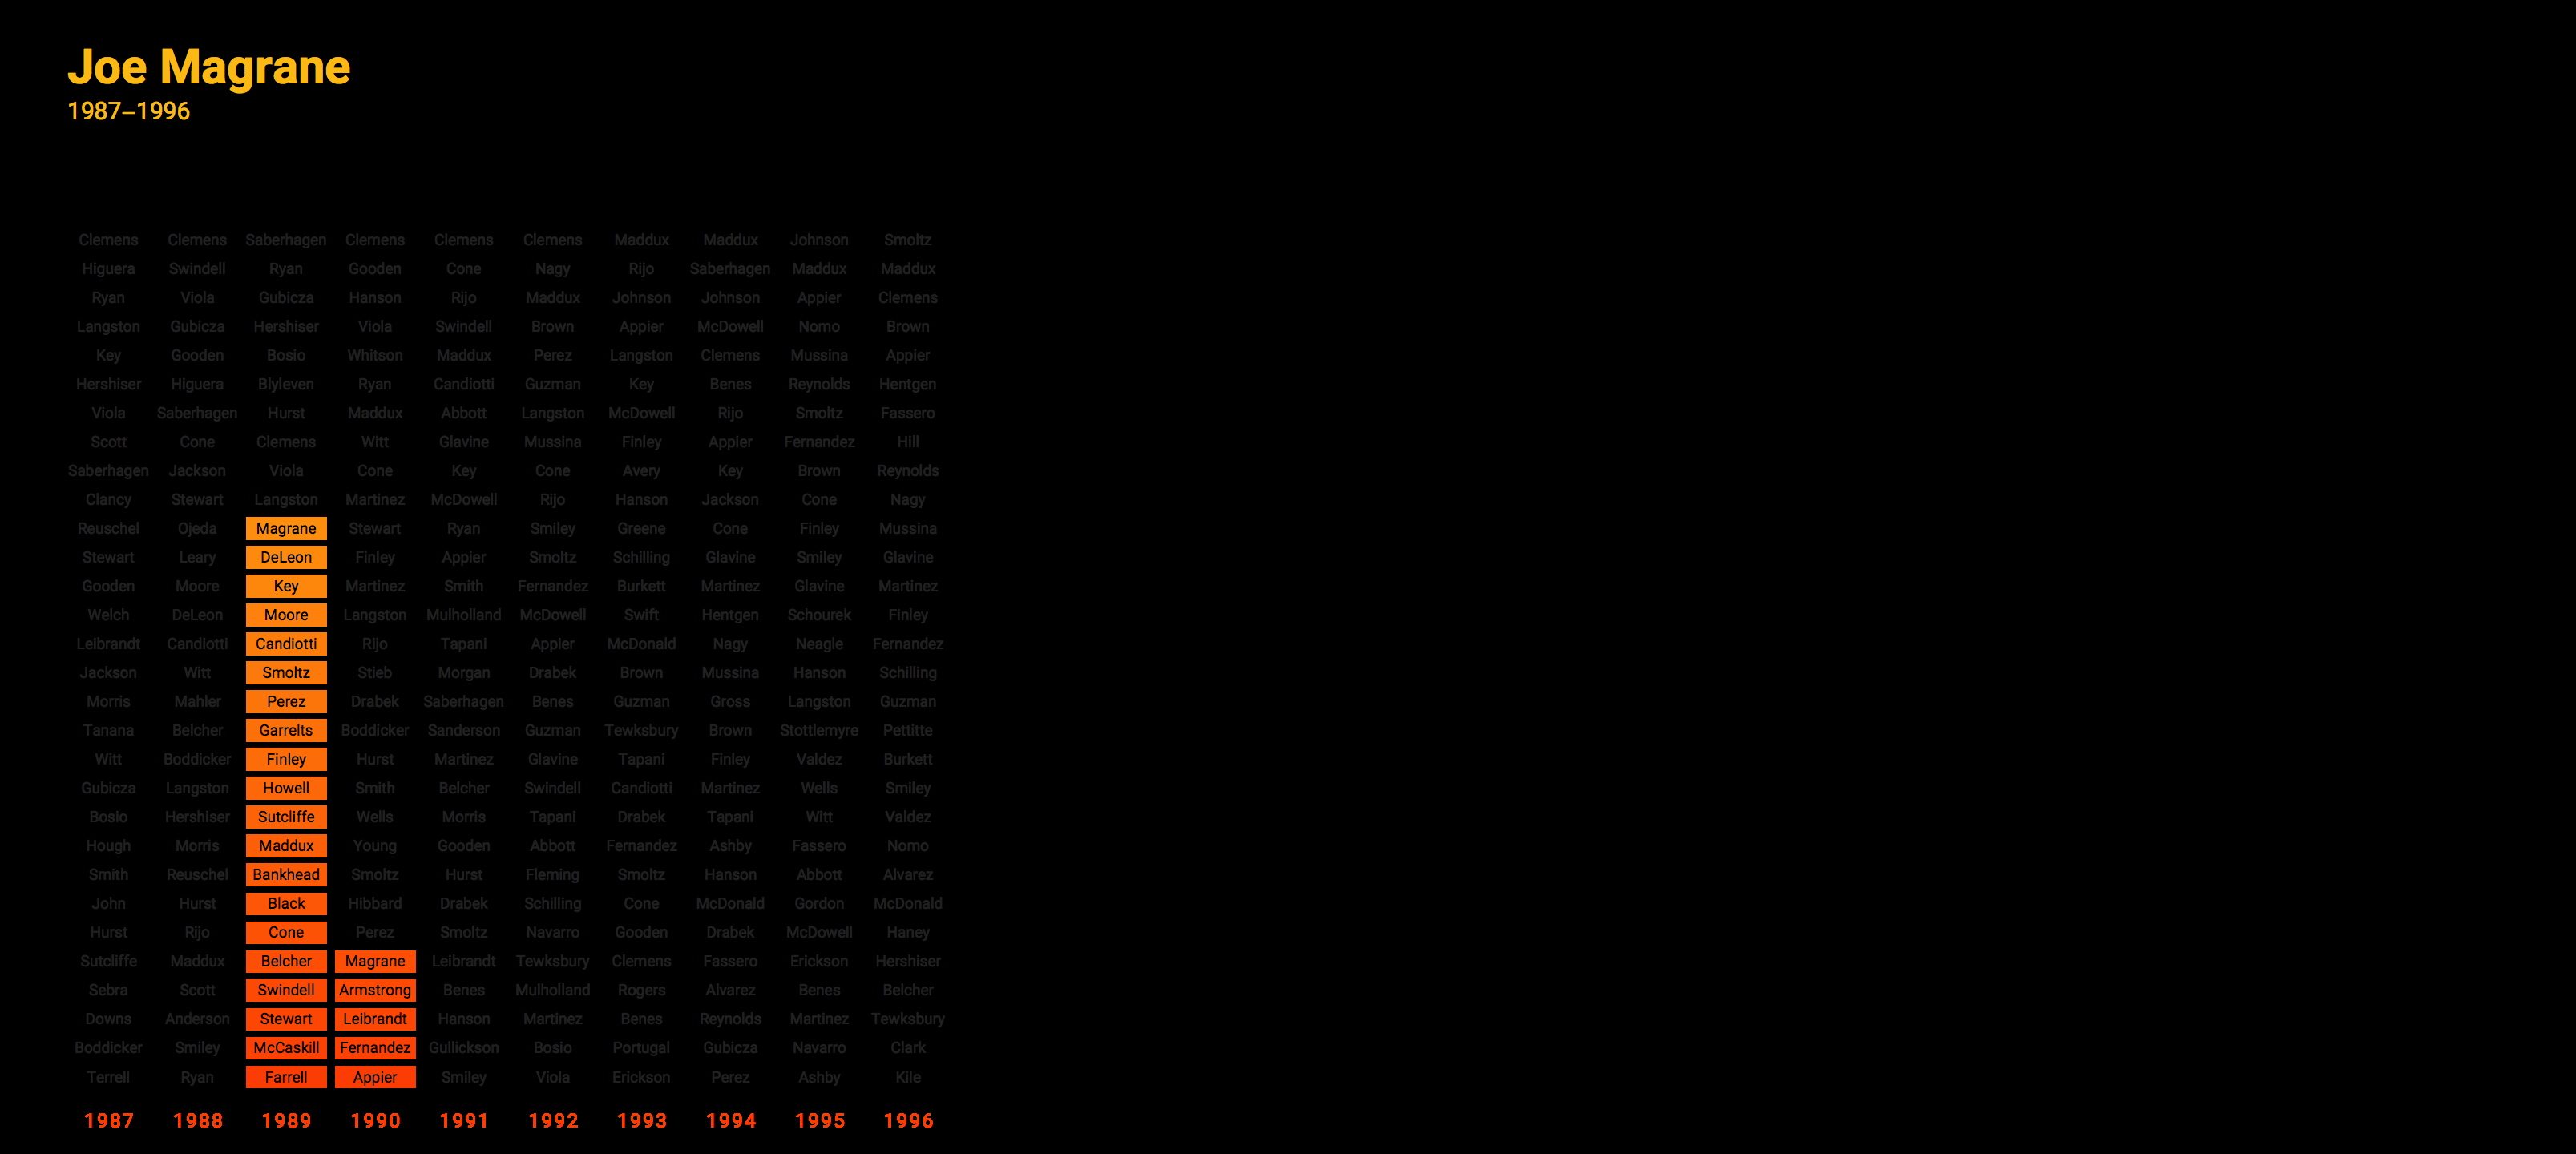 Joe Magrane
1987–1996
Clemens Clemens Saberhagen Clemens Clemens Clemens Maddux Maddux Johnson Smoltz
Higuera Swindell Ryan Gooden Cone Nagy Rijo Saberhagen Maddux Maddux
Ryan Viola Gubicza Hanson Rijo Maddux Johnson Johnson Appier Clemens
Langston Gubicza Hershiser Viola Swindell Brown Appier McDowell Nomo Brown
Key Gooden Bosio Whitson Maddux Perez Langston Clemens Mussina Appier
Hershiser Higuera Blyleven Ryan Candiotti Guzman Key Benes Reynolds Hentgen
Viola Saberhagen Hurst Maddux Abbott Langston McDowell Rijo Smoltz Fassero
Scott Cone Clemens Witt Glavine Mussina Finley Appier Fernandez Hill
Saberhagen Jackson Viola Cone Key Cone Avery Key Brown Reynolds
Clancy Stewart Langston Martinez McDowell Rijo Hanson Jackson Cone Nagy
Reuschel Ojeda Magrane Stewart Ryan Smiley Greene Cone Finley Mussina
Stewart Leary DeLeon Finley Appier Smoltz Schilling Glavine Smiley Glavine
Gooden Moore Key Martinez Smith Fernandez Burkett Martinez Glavine Martinez
Welch DeLeon Moore Langston Mulholland McDowell Swift Hentgen Schourek Finley
Leibrandt Candiotti Candiotti Rijo Tapani Appier McDonald Nagy Neagle Fernandez
Jackson Witt Smoltz Stieb Morgan Drabek Brown Mussina Hanson Schilling
Morris Mahler Perez Drabek Saberhagen Benes Guzman Gross Langston Guzman
Tanana Belcher Garrelts Boddicker Sanderson Guzman Tewksbury Brown Stottlemyre Pettitte
Witt Boddicker Finley Hurst Martinez Glavine Tapani Finley Valdez Burkett
Gubicza Langston Howell Smith Belcher Swindell Candiotti Martinez Wells Smiley
Bosio Hershiser Sutcliffe Wells Morris Tapani Drabek Tapani Witt Valdez
Hough Morris Maddux Young Gooden Abbott Fernandez Ashby Fassero Nomo
Smith Reuschel Bankhead Smoltz Hurst Fleming Smoltz Hanson Abbott Alvarez
John Hurst Black Hibbard Drabek Schilling Cone McDonald Gordon McDonald
Hurst Rijo Cone Perez Smoltz Navarro Gooden Drabek McDowell Haney
Sutcliffe Maddux Belcher Magrane Leibrandt Tewksbury Clemens Fassero Erickson Hershiser
Sebra Scott Swindell Armstrong Benes Mulholland Rogers Alvarez Benes Belcher
Downs Anderson Stewart Leibrandt Hanson Martinez Benes Reynolds Martinez Tewksbury
Boddicker Smiley McCaskill Fernandez Gullickson Bosio Portugal Gubicza Navarro Clark
Terrell Ryan Farrell Appier Smiley Viola Erickson Perez Ashby Kile
1987 1988 1989 1990 1991 1992 1993 1994 1995 1996